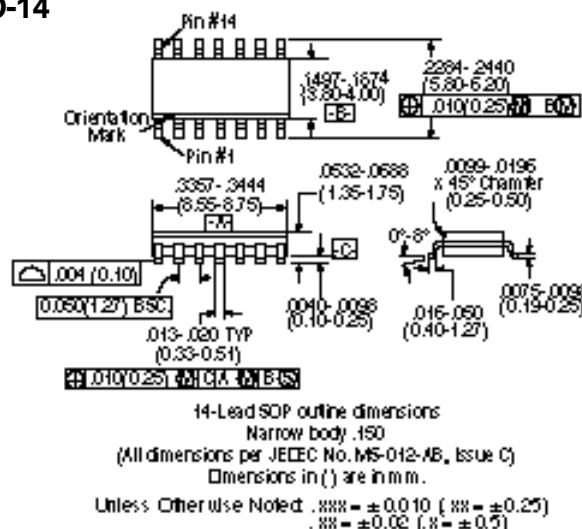 -14
Pin #14
.1497-.1574
(3.80-4.00)
-B-
.2284-.2440
(5.80-6.20)
.010(0.25) M B M
Orientation
Mark
Pin #1
.3357-.3444
(8.55-8.75)
-A-
.0532-.0688
(1.35-1.75)
.0099-.0196
x 45° Chamfer
(0.25-0.50)
0°-8°
-C-
.004 (0.10)
0.050(1.27) BSC
.0040-.0098
(0.10-0.25)
.016-.050
(0.40-1.27)
(0.19-0.25)
.013-.020 TYP
(0.33-0.51)
.010(0.25) M C A M B S
14-Lead SOP outline dimensions
Narrow body .150
(All dimensions per JEDEC No. MS-012-AB, Issue C)
Dimensions in ( ) are in mm.
Unless Otherwise Noted: .xxx = ±0.010 (.xx = ±0.25)
.xx = ±0.02 (.x = ±0.5)